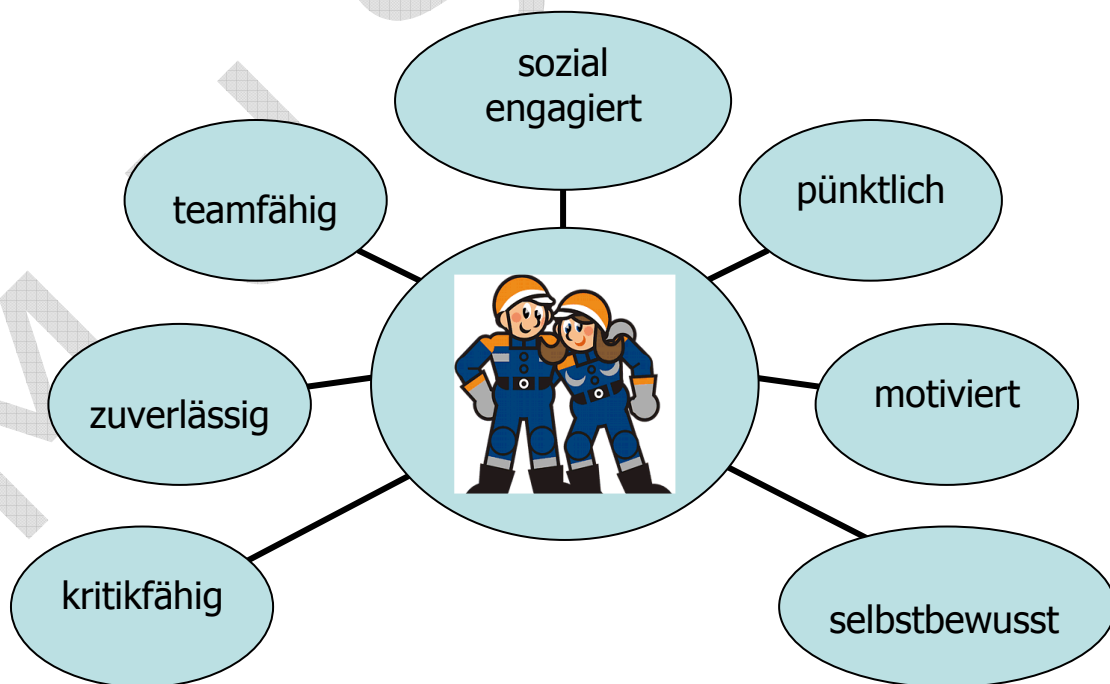 sozial
engagiert
teamfähig
pünktlich
zuverlässig
motiviert
kritikfähig
selbstbewusst